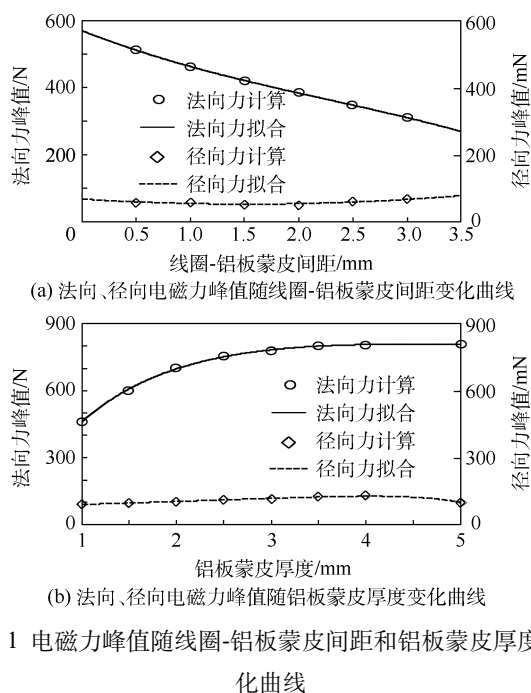 600
400
200
0
法向力峰值/N
600
400
200
0
径向力峰值/mN
法向力计算
法向力拟合
径向力计算
径向力拟合
0 0.5 1.0 1.5 2.0 2.5 3.0 3.5
线圈-铝板蒙皮间距/mm
(a) 法向、径向电磁力峰值随线圈-铝板蒙皮间距变化曲线
900
600
300
0
法向力峰值/N
900
600
300
0
径向力峰值/mN
法向力计算
法向力拟合
径向力计算
径向力拟合
1 2 3 4 5
铝板蒙皮厚度/mm
(b) 法向、径向电磁力峰值随铝板蒙皮厚度变化曲线
1 电磁力峰值随线圈-铝板蒙皮间距和铝板蒙皮厚度
化曲线